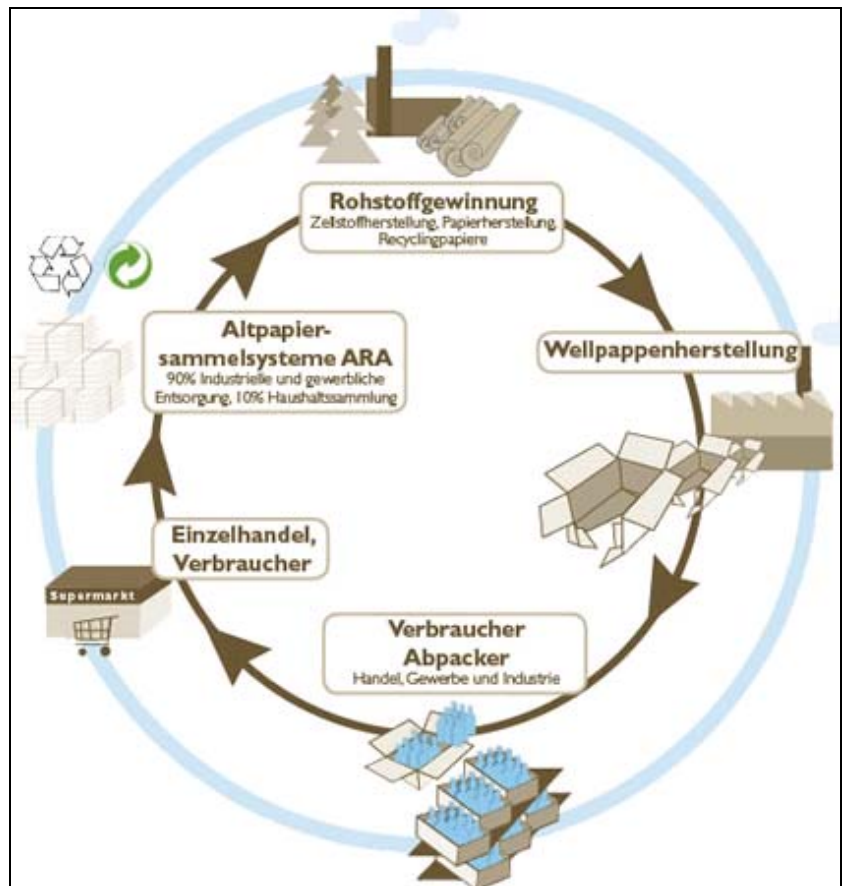 Rohstoffgewinnung
Zellstoffherstellung, Papierherstellung,
Recyclingpapiere
Wellpappenherstellung
Verbraucher
Abpacker
Handel, Gewerbe und Industrie
Einzelhandel,
Verbraucher
Supermarkt
Altpapier-
sammelsysteme ARA
90% Industrielle und gewerbliche
Entsorgung, 10% Haushaltssammlung